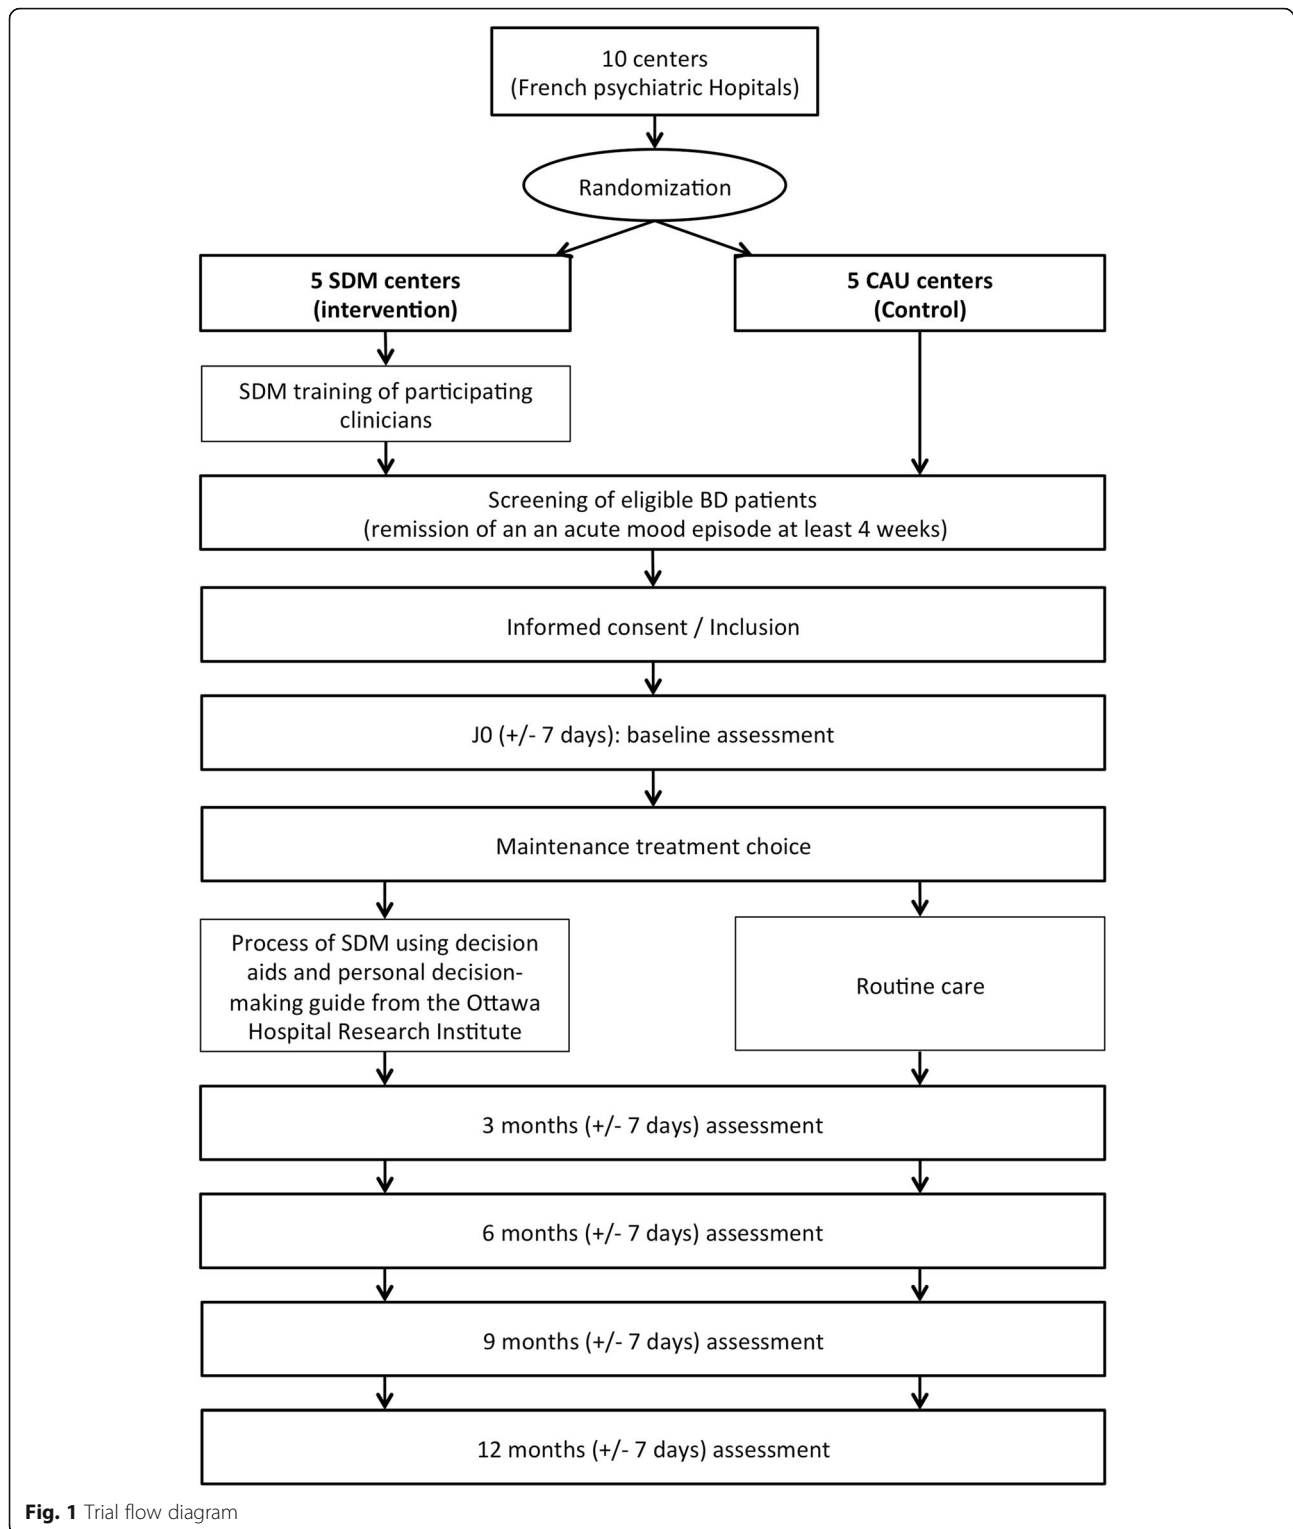 10 centers
(French psychiatric Hopitals)
Randomization
5 SDM centers
(intervention)
5 CAU centers
(Control)
SDM training of participating
clinicians
Screening of eligible BD patients
(remission of an an acute mood episode at least 4 weeks)
Informed consent / Inclusion
J0 (+/- 7 days): baseline assessment
Maintenance treatment choice
Process of SDM using decision
aids and personal decision-
making guide from the Ottawa
Hospital Research Institute
Routine care
3 months (+/- 7 days) assessment
6 months (+/- 7 days) assessment
9 months (+/- 7 days) assessment
12 months (+/- 7 days) assessment
Fig. 1 Trial flow diagram